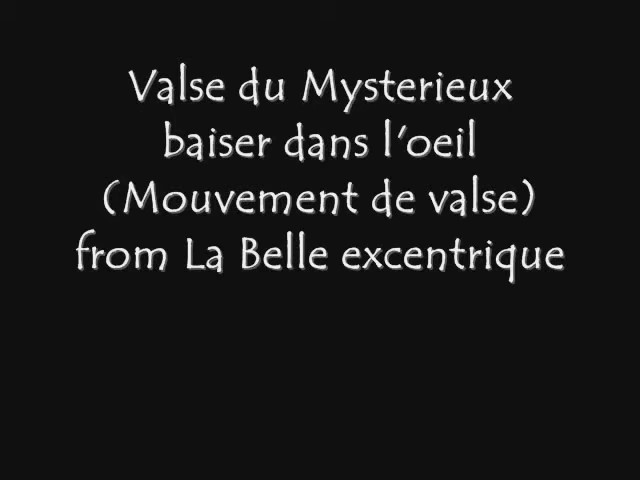 Valse du Mysterieux
baiser dans l'oeil
(Mouvement de valse)
from La Belle excentrique